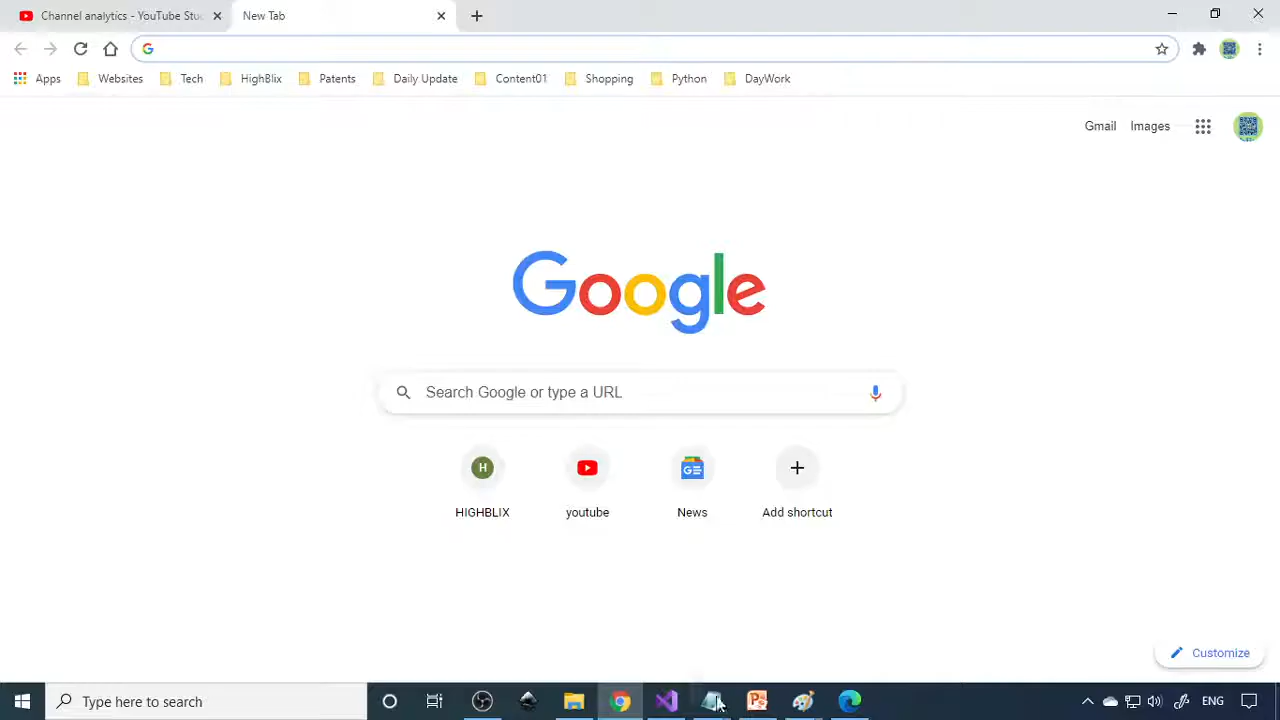 Channel analytics - YouTube Stu
New Tab
Apps Websites Tech HighBlix Patents Daily Update Content01 Shopping Python DayWork
Gmail Images
Google
Search Google or type a URL
H
GE
HIGHBLIX youtube News Add shortcut
Customize
Type here to search
ENG